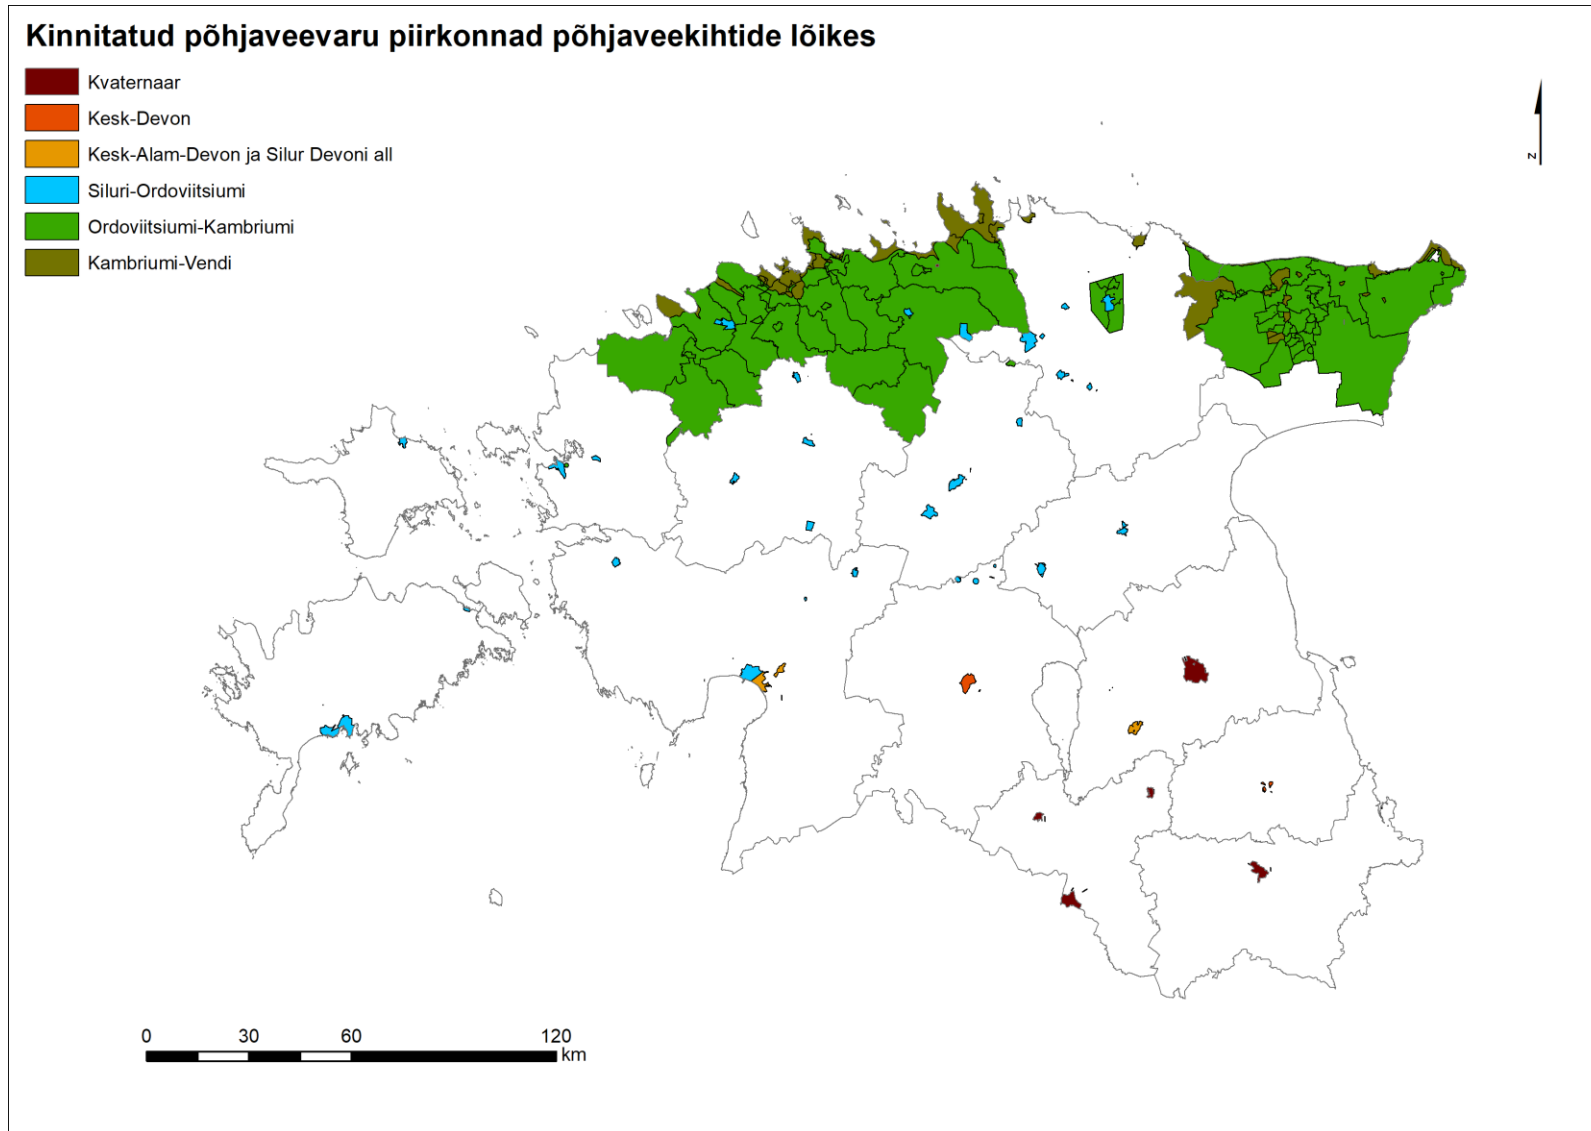 Kinnitatud põhjaveevaru piirkonnad põhjaveekihtide lõikes
Kvaternaar
Kesk-Devon
Kesk-Alam-Devon ja Silur Devoni all
Siluri-Ordoviitsiumi
Ordoviitsiumi-Kambriumi
Kambriumi-Vendi
N
0 30 60 120
km